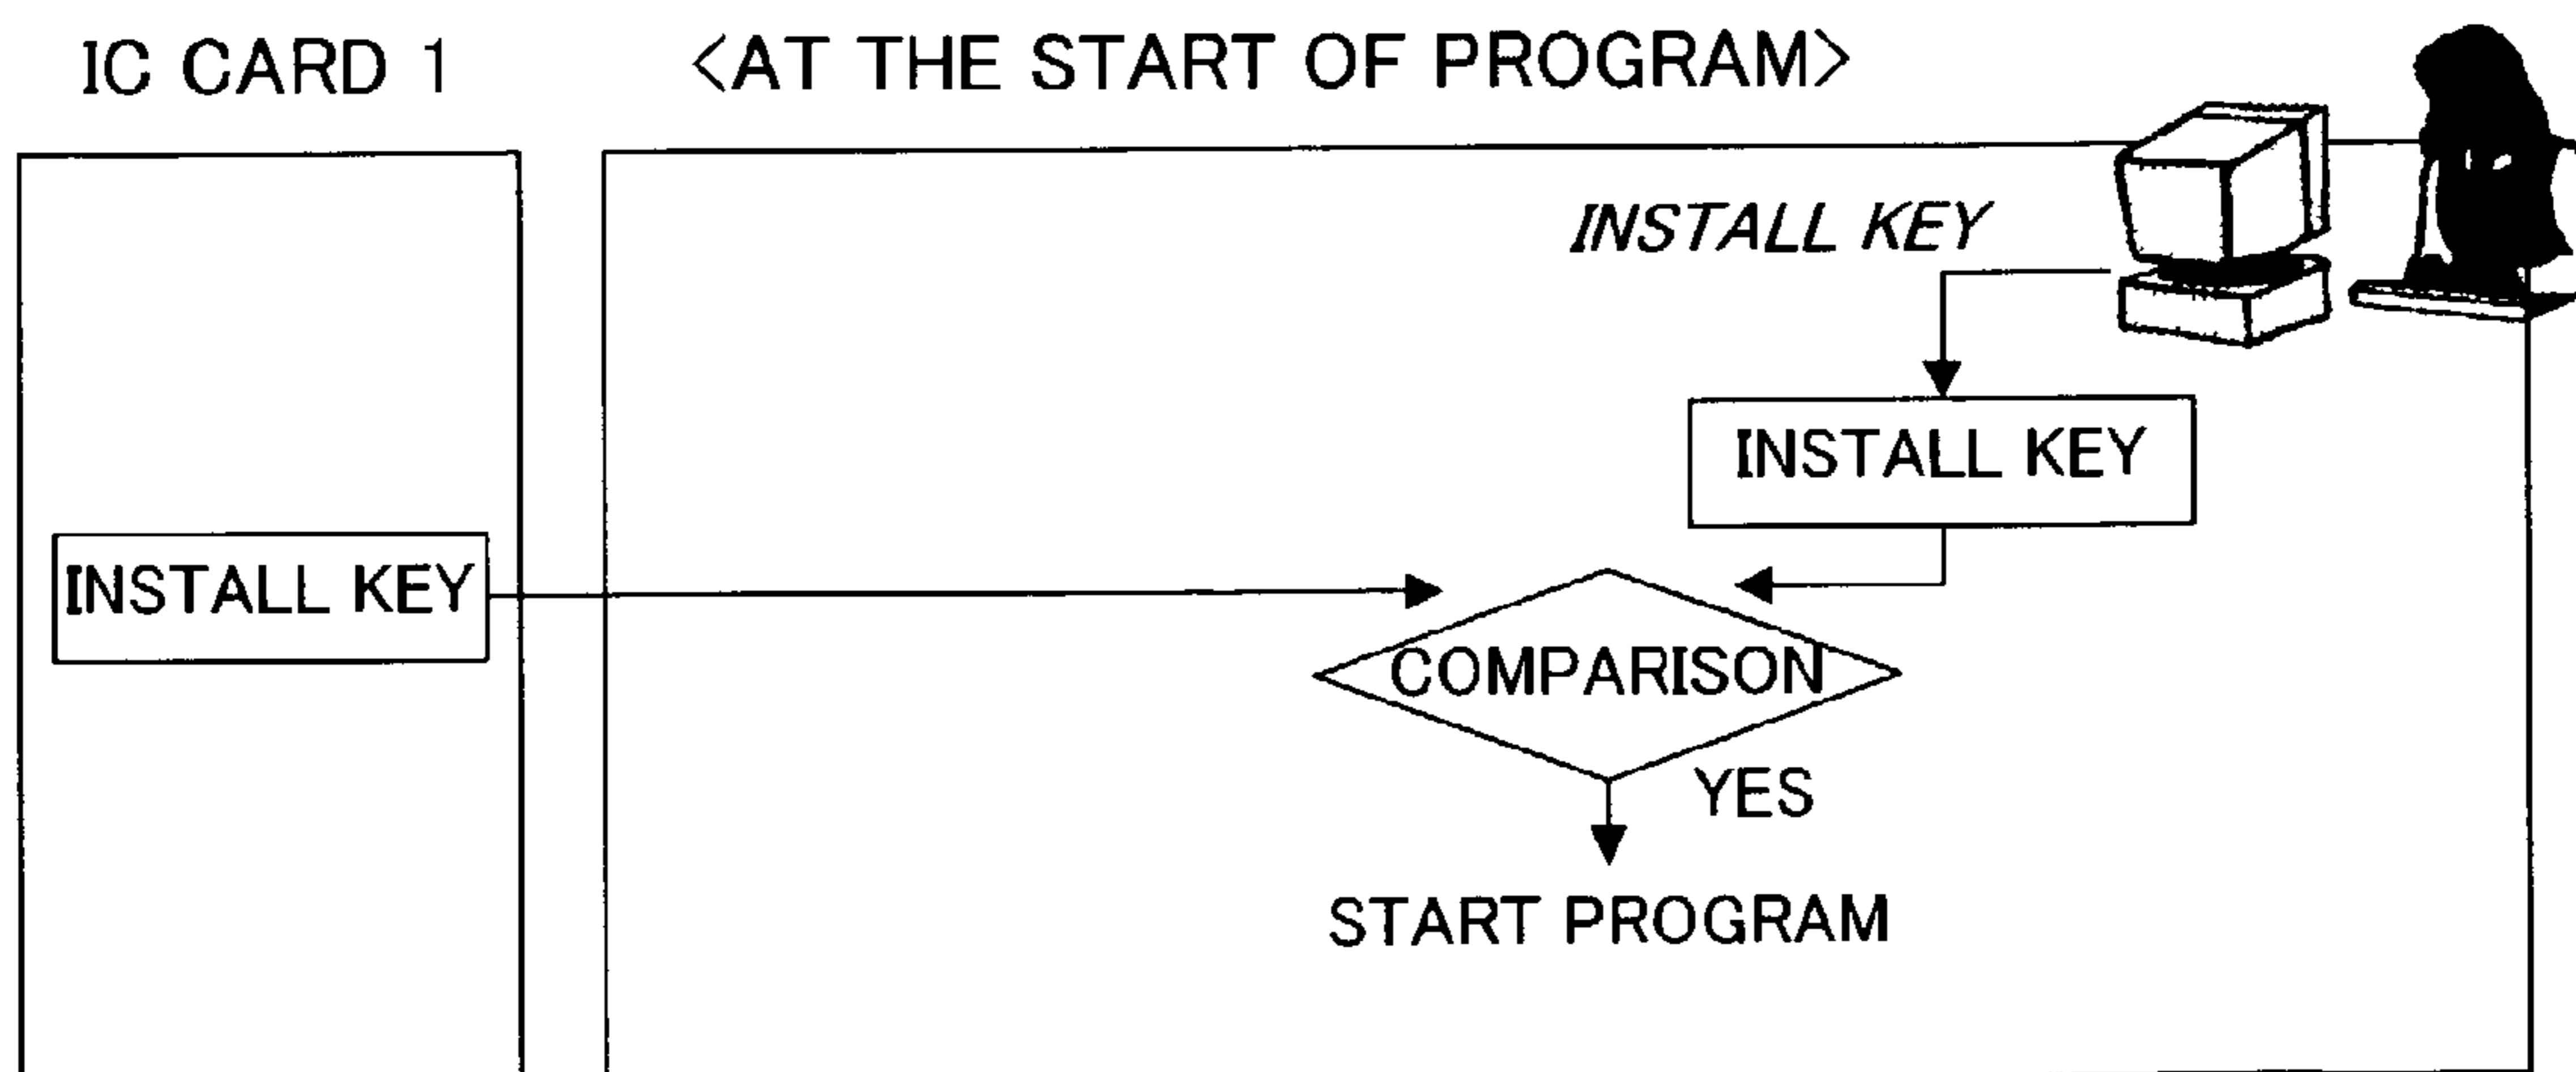 IC CARD 1
<AT THE START OF PROGRAM>
INSTALL KEY
INSTALL KEY
INSTALL KEY
COMPARISON
YES
START PROGRAM